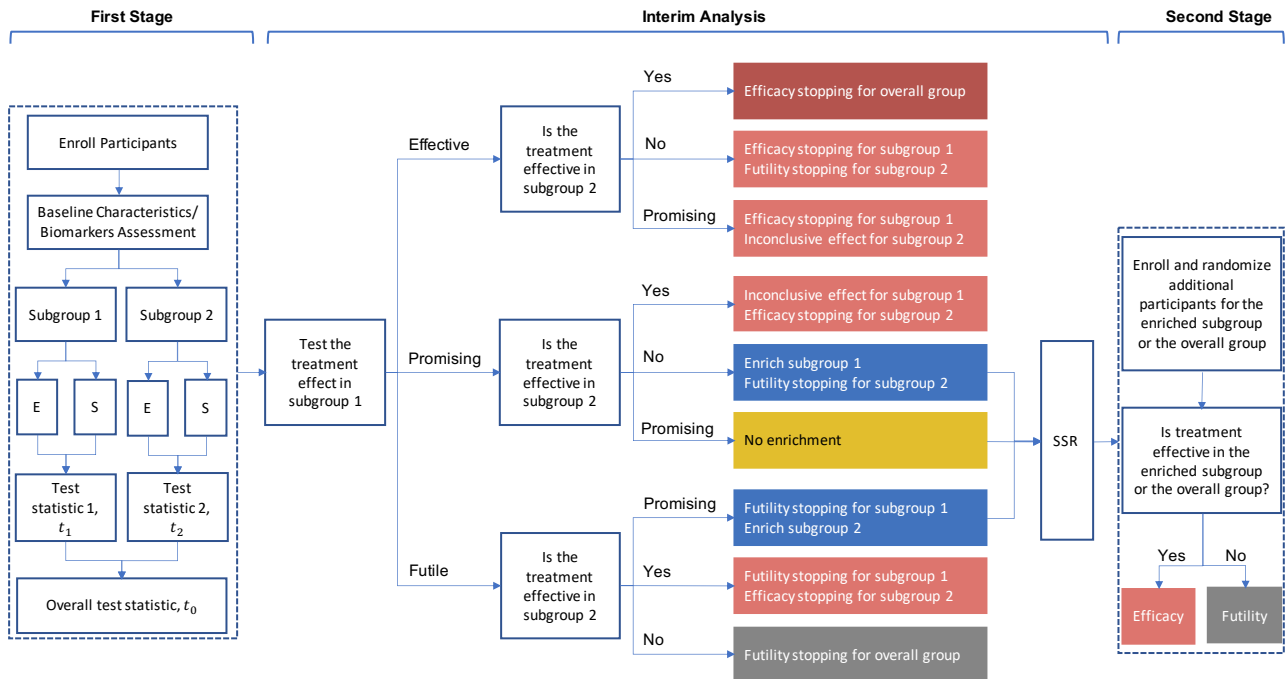 First Stage
Interim Analysis
Second Stage
Enroll Participants
Baseline Characteristics/
Biomarkers Assessment
Subgroup 1
Subgroup 2
E
S
E
S
Test
statistic 1,
t₁
Test
statistic 2,
t₂
Overall test statistic, t₀
Test the
treatment
effect in
subgroup 1
Effective
Is the
treatment
effective in
subgroup 2
Yes
Efficacy stopping for overall group
No
Efficacy stopping for subgroup 1
Futility stopping for subgroup 2
Promising
Efficacy stopping for subgroup 1
Inconclusive effect for subgroup 2
Promising
Is the
treatment
effective in
subgroup 2
Yes
Inconclusive effect for subgroup 1
Efficacy stopping for subgroup 2
No
Enrich subgroup 1
Futility stopping for subgroup 2
Promising
No enrichment
Futile
Is the
treatment
effective in
subgroup 2
Promising
Futility stopping for subgroup 1
Enrich subgroup 2
Yes
Futility stopping for subgroup 1
Efficacy stopping for subgroup 2
No
Futility stopping for overall group
SSR
Enroll and randomize
additional
participants for the
enriched subgroup
or the overall group
Is treatment
effective in the
enriched subgroup
or the overall group?
Yes
No
Efficacy
Futility